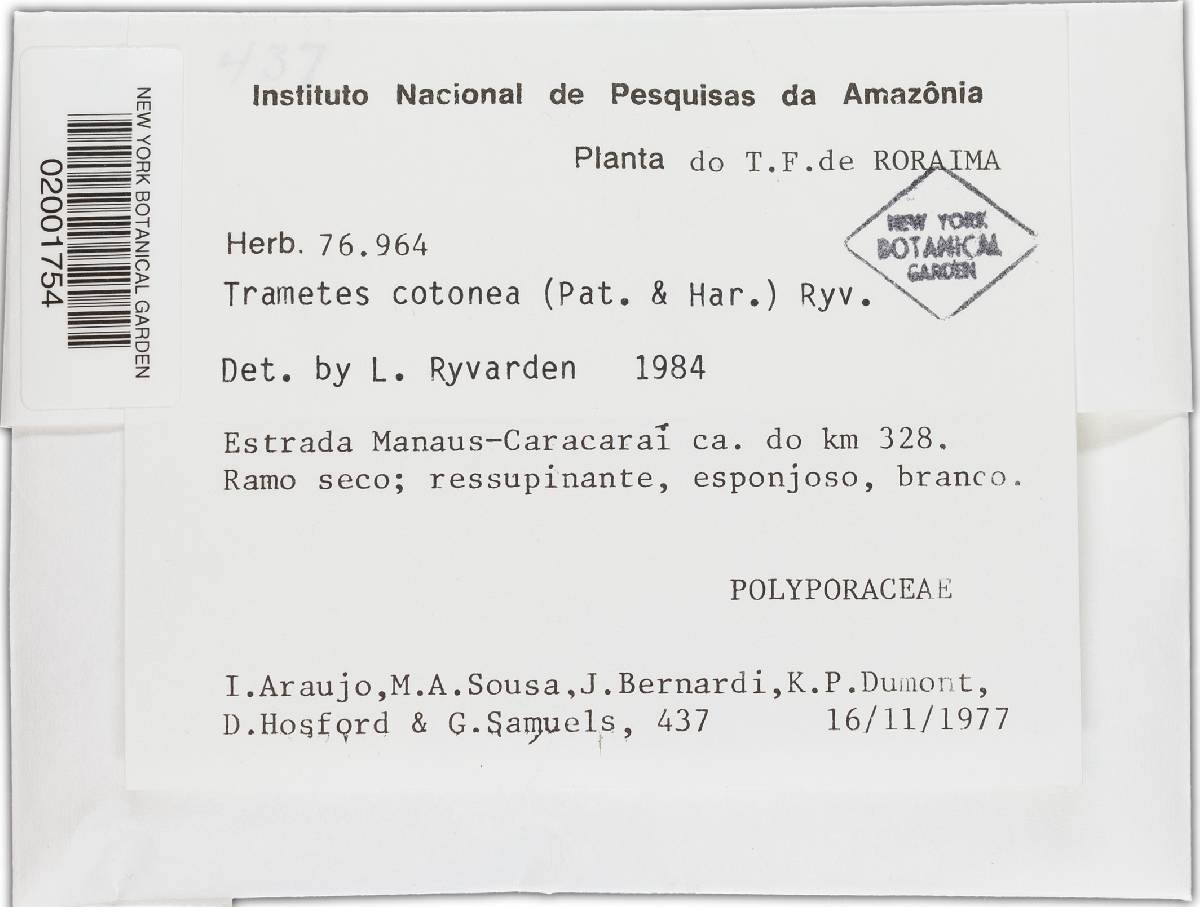 437
Instituto Nacional de Pesquisas da Amazônia
Planta do T.F.de RORAIMA
NEW YORK
BOTANICAL
GARDEN
Herb. 76.964
Trametes cotonea (Pat. & Har.) Ryv.
Det. by L. Ryvarden 1984
Estrada Manaus-Caracaraí ca. do km 328.
Ramo seco; ressupinante, esponjoso, branco.
POLYPORACEAE
I.Araujo,M.A.Sousa,J.Bernardi,K.P.Dumont,
D.Hosford & G.Samuels, 437 16/11/1977
NEW YORK BOTANICAL GARDEN
02001754